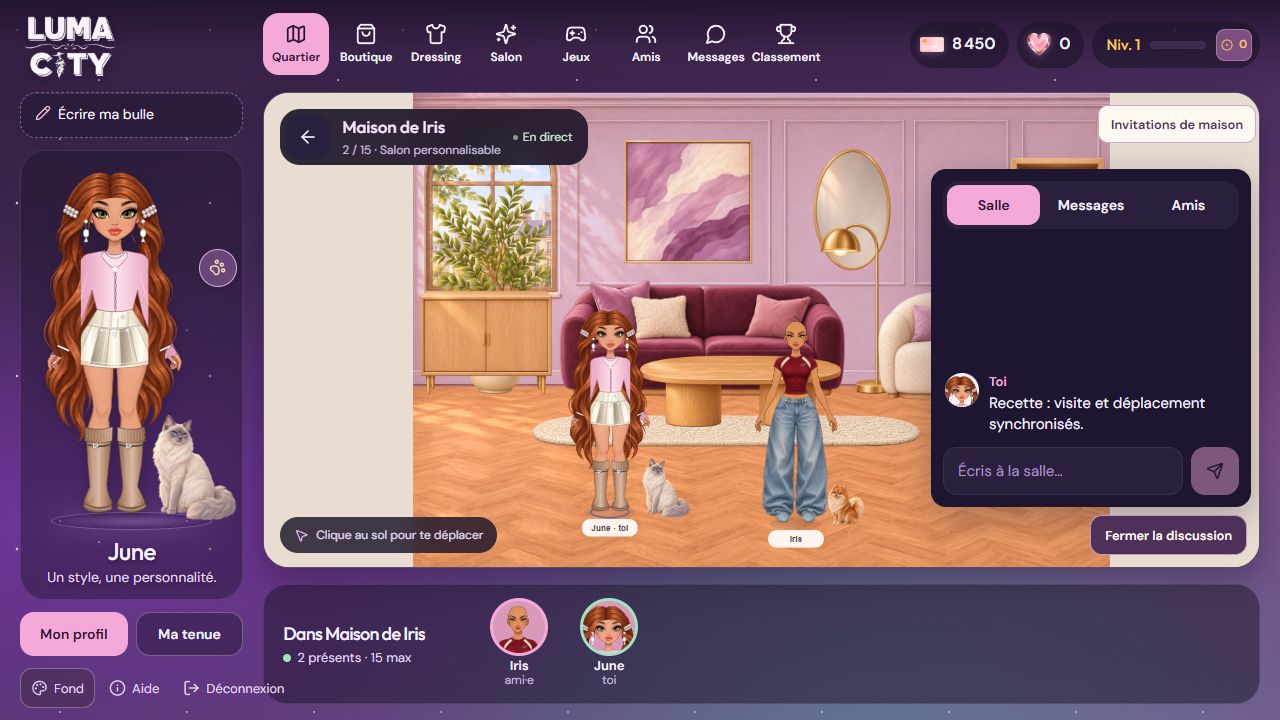 LUMA
CITY
Quartier
Boutique
Dressing
Salon
Jeux
Amis
Messages
Classement
8 450
0
Niv. 1
0
Écrire ma bulle
Maison de Iris
2 / 15 · Salon personnalisable
En direct
Invitations de maison
Salle
Messages
Amis
Toi
Recette : visite et déplacement
synchronisés.
Écris à la salle…
Fermer la discussion
June · toi
Iris
Clique au sol pour te déplacer
June
Un style, une personnalité.
Mon profil
Ma tenue
Fond
Aide
Déconnexion
Dans Maison de Iris
2 présents · 15 max
Iris
ami·e
June
toi